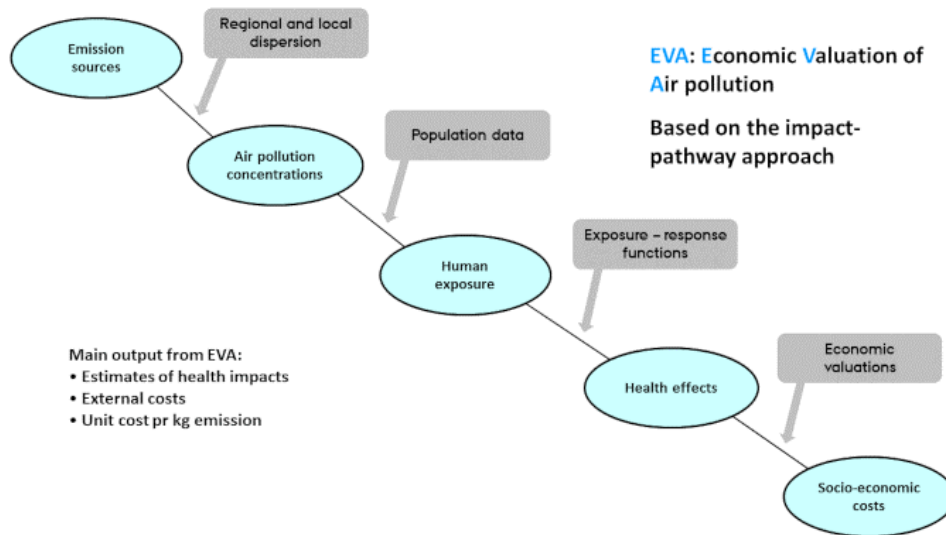 Emission
sources
Regional and local
dispersion
EVA: Economic Valuation of
Air pollution
Based on the impact-
pathway approach
Air pollution
concentrations
Population data
Human
exposure
Exposure – response
functions
Main output from EVA:
• Estimates of health impacts
• External costs
• Unit cost pr kg emission
Health effects
Economic
valuations
Socio-economic
costs